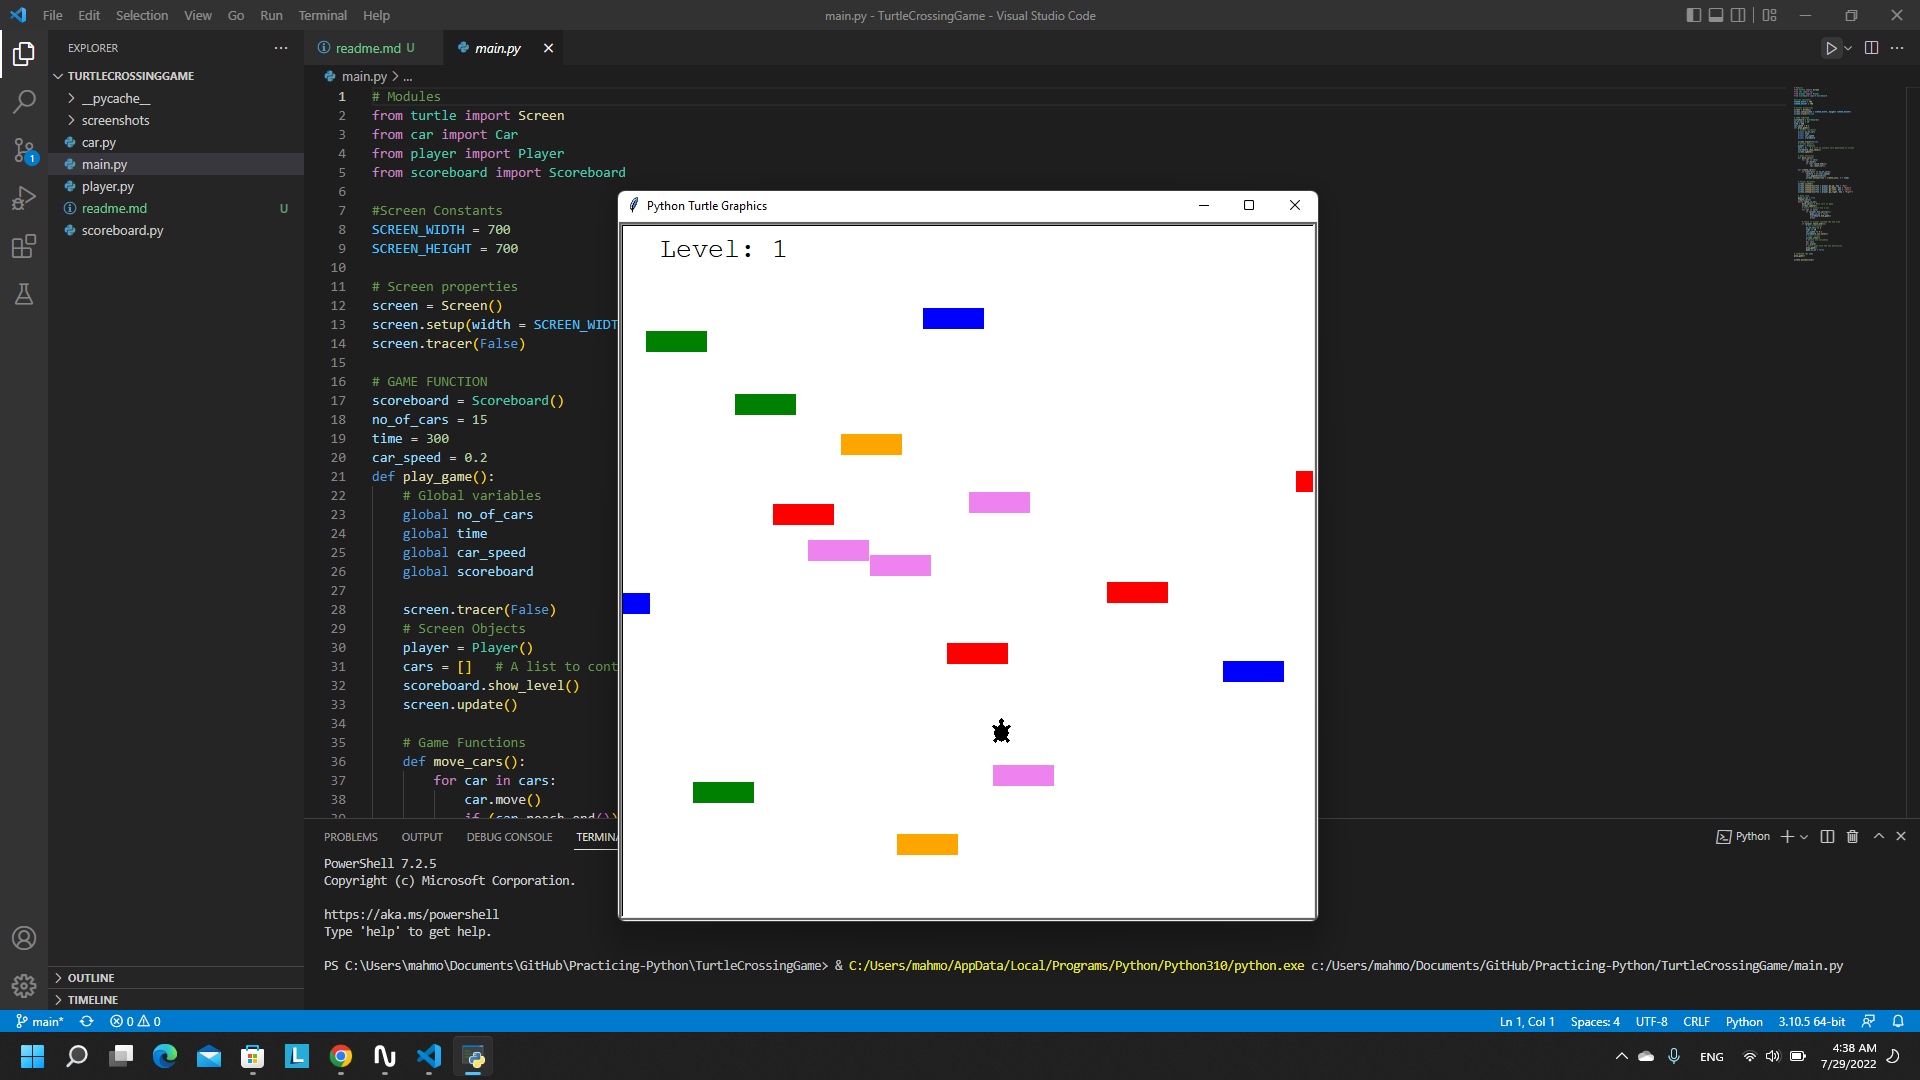 File Edit Selection View Go Run Terminal Help
main.py - TurtleCrossingGame - Visual Studio Code
EXPLORER
TURTLECROSSINGGAME
__pycache__
screenshots
car.py
main.py
player.py
readme.md U
scoreboard.py
OUTLINE
TIMELINE
readme.md U
main.py
main.py > ...
1 # Modules
2 from turtle import Screen
3 from car import Car
4 from player import Player
5 from scoreboard import Scoreboard
6
7 #Screen Constants
8 SCREEN_WIDTH = 700
9 SCREEN_HEIGHT = 700
10
11 # Screen properties
12 screen = Screen()
13 screen.setup(width = SCREEN_WIDT
14 screen.tracer(False)
15
16 # GAME FUNCTION
17 scoreboard = Scoreboard()
18 no_of_cars = 15
19 time = 300
20 car_speed = 0.2
21 def play_game():
22 # Global variables
23 global no_of_cars
24 global time
25 global car_speed
26 global scoreboard
27
28 screen.tracer(False)
29 # Screen Objects
30 player = Player()
31 cars = [] # A list to cont
32 scoreboard.show_level()
33 screen.update()
34
35 # Game Functions
36 def move_cars():
37 for car in cars:
38 car.move()
39 if (car.reach_end())
Python Turtle Graphics
Level: 1
PROBLEMS OUTPUT DEBUG CONSOLE TERMINA
Python
PowerShell 7.2.5
Copyright (c) Microsoft Corporation.
https://aka.ms/powershell
Type 'help' to get help.
PS C:\Users\mahmo\Documents\GitHub\Practicing-Python\TurtleCrossingGame> & C:/Users/mahmo/AppData/Local/Programs/Python/Python310/python.exe c:/Users/mahmo/Documents/GitHub/Practicing-Python/TurtleCrossingGame/main.py
main* 0 0
Ln 1, Col 1 Spaces: 4 UTF-8 CRLF Python 3.10.5 64-bit
1
L
ENG
4:38 AM
7/29/2022